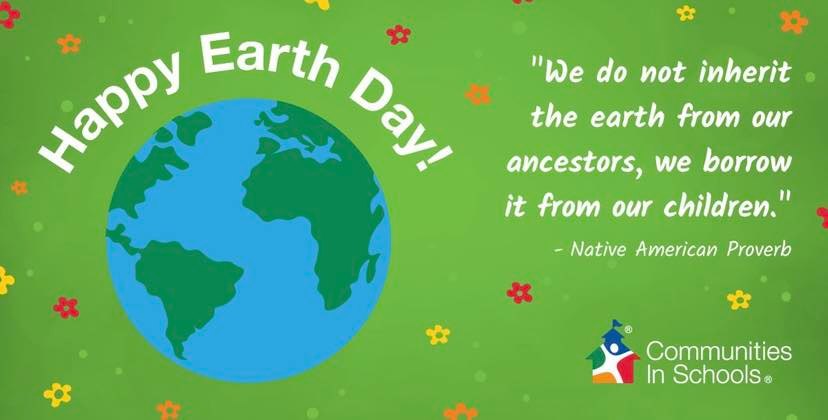 Happy Earth Day!
"We do not inherit
the earth from our
ancestors, we borrow
it from our children."
- Native American Proverb
®
Communities
In Schools®